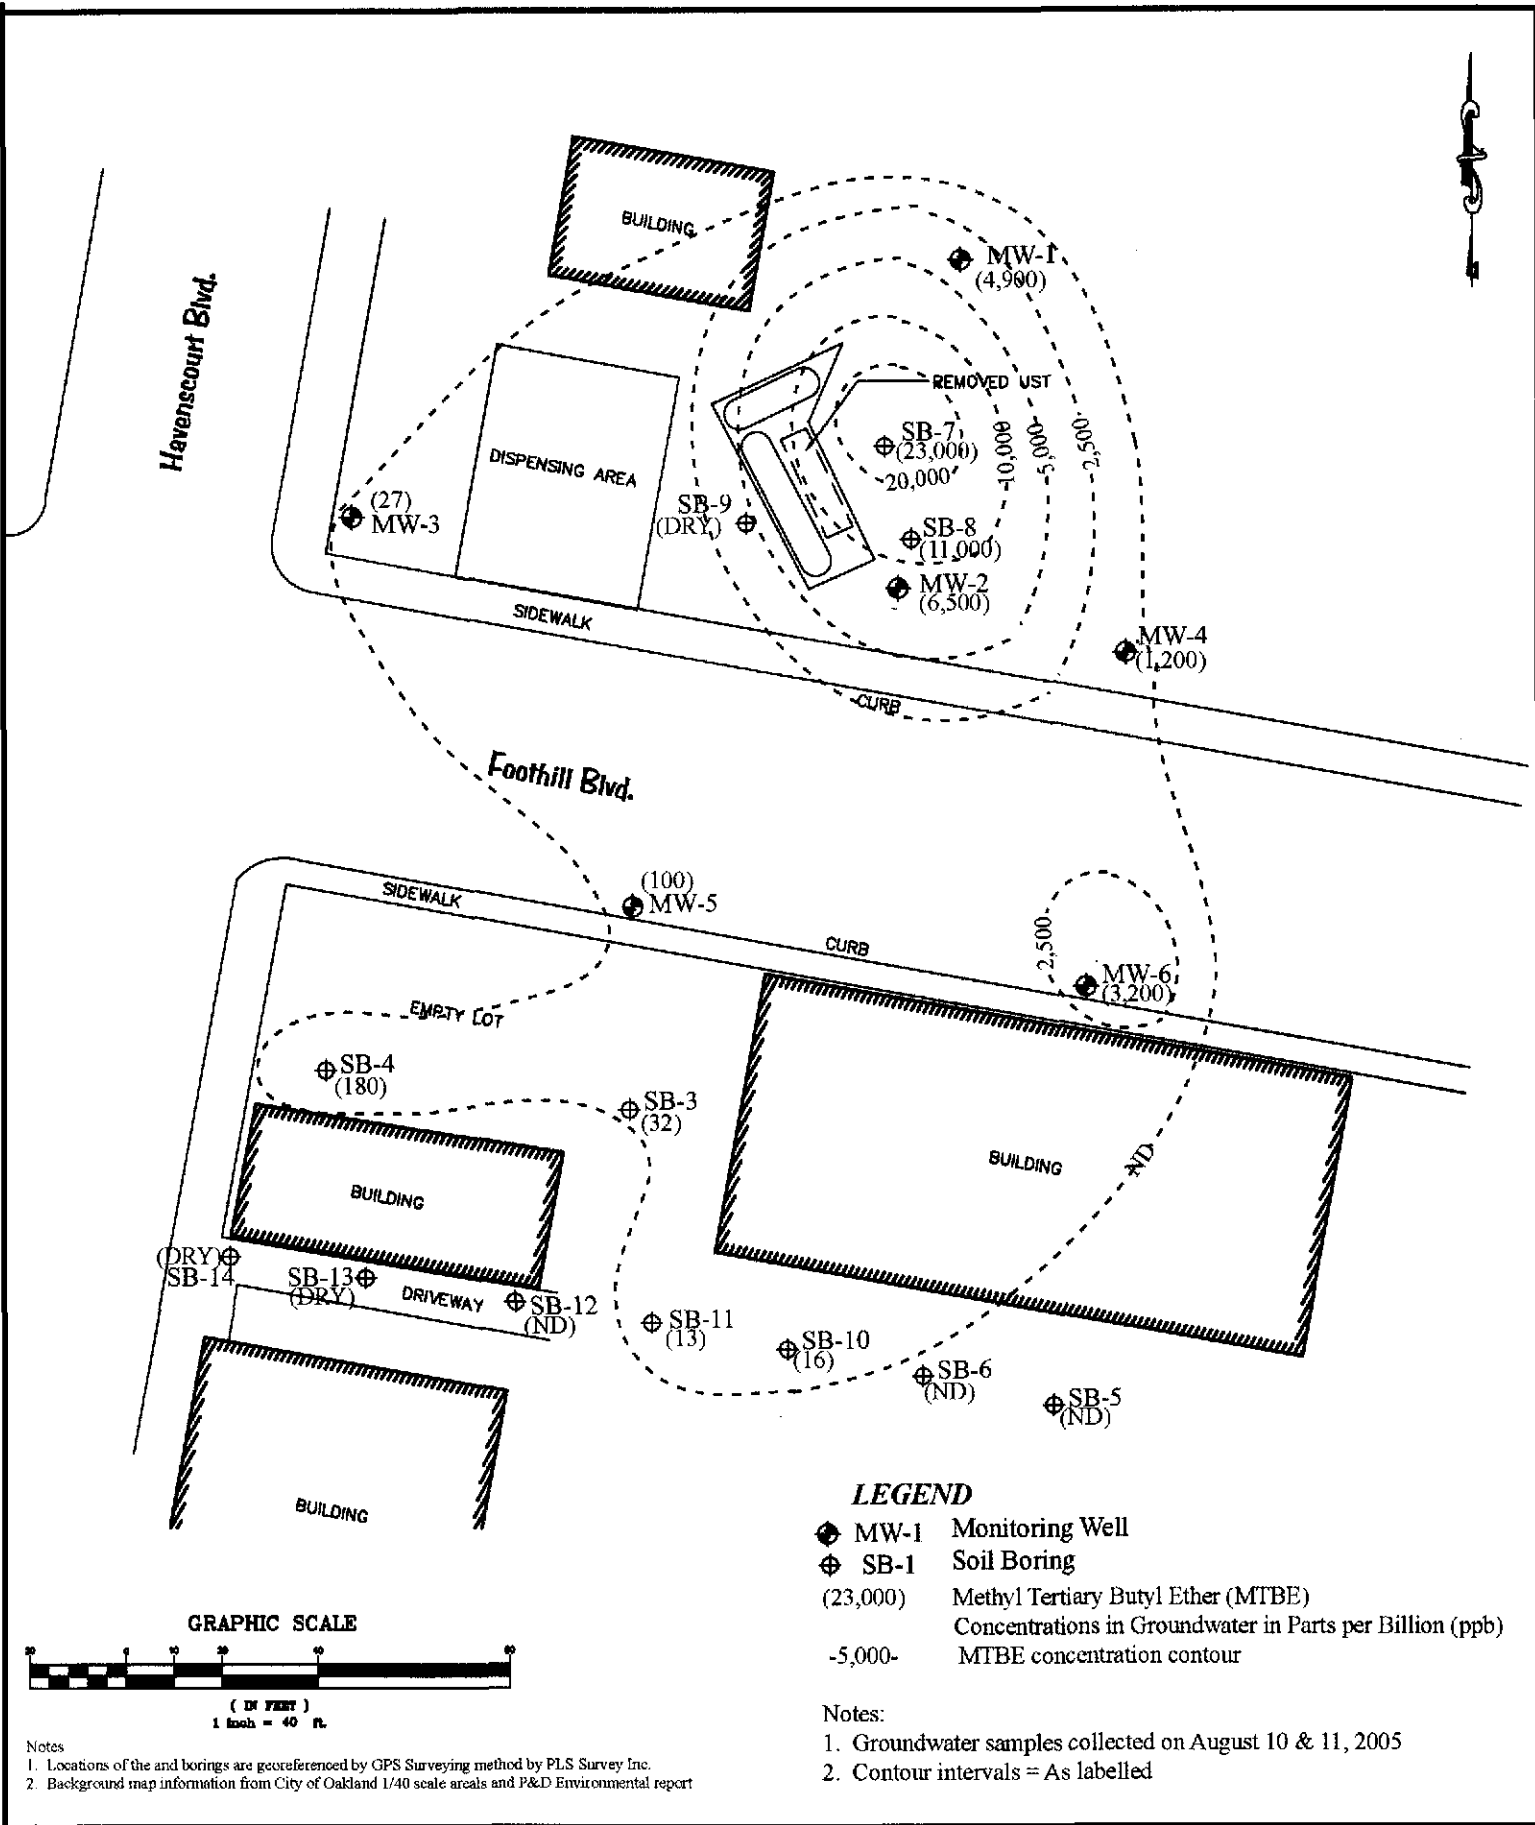 BUILDING
MW-1
(4,900)
Havenscourt Blvd.
REMOVED UST
SB-7
(23,000)
20,000
10,000
5,000
2,500
DISPENSING AREA
(27)
MW-3
SB-9
(DRY)
SB-8
(11,000)
MW-2
(6,500)
SIDEWALK
MW-4
(1,200)
CURB
Foothill Blvd.
(100)
MW-5
SIDEWALK
CURB
2,500
MW-6
(3,200)
EMPTY LOT
SB-4
(180)
SB-3
(32)
BUILDING
ND
BUILDING
(DRY)
SB-14
SB-13
(DRY)
DRIVEWAY
SB-12
(ND)
SB-11
(13)
SB-10
(16)
SB-6
(ND)
SB-5
(ND)
BUILDING
LEGEND
MW-1 Monitoring Well
SB-1 Soil Boring
(23,000) Methyl Tertiary Butyl Ether (MTBE)
Concentrations in Groundwater in Parts per Billion (ppb)
-5,000- MTBE concentration contour
Notes:
1. Groundwater samples collected on August 10 & 11, 2005
2. Contour intervals = As labelled
GRAPHIC SCALE
20 0 10 20 40 80
( IN FEET )
1 inch = 40 ft.
Notes
1. Locations of the and borings are georeferenced by GPS Surveying method by PLS Survey Inc.
2. Background map information from City of Oakland 1/40 scale areals and P&D Environmental report